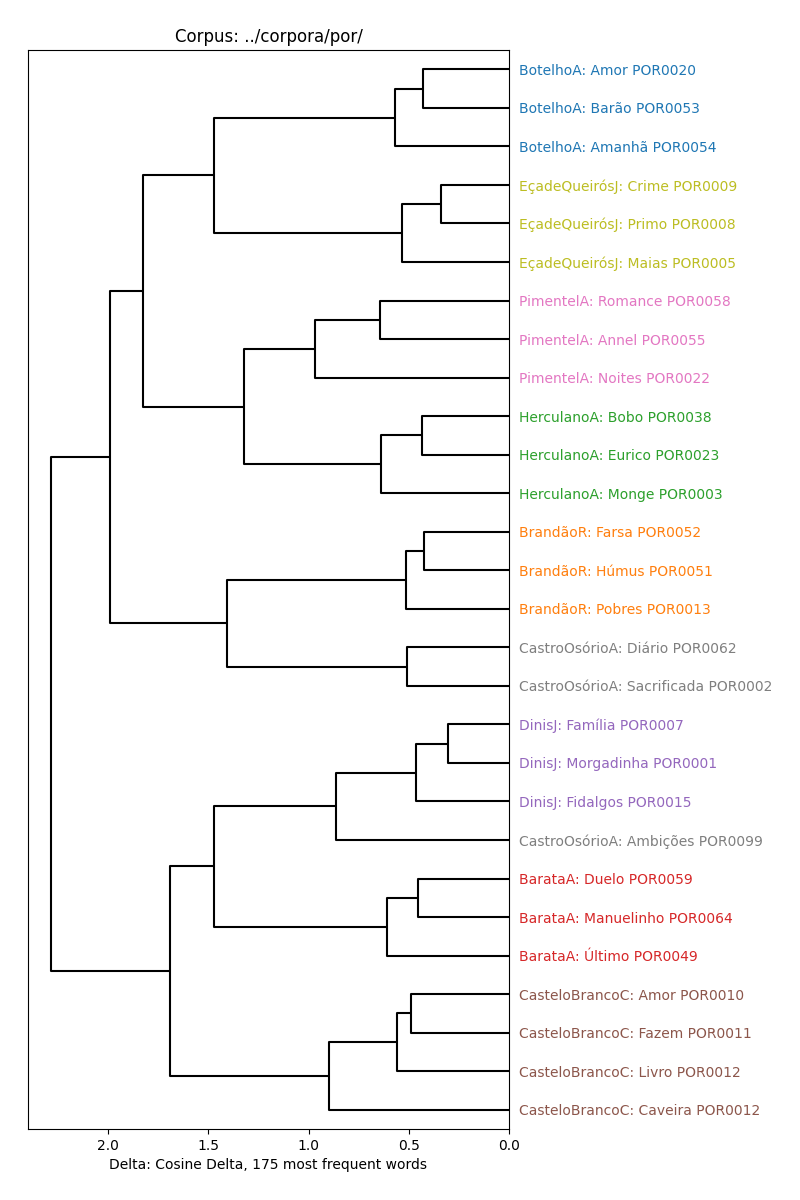 Corpus: ../corpora/por/
BotelhoA: Amor POR0020
BotelhoA: Barão POR0053
BotelhoA: Amanhã POR0054
EçadeQueirósJ: Crime POR0009
EçadeQueirósJ: Primo POR0008
EçadeQueirósJ: Maias POR0005
PimentelA: Romance POR0058
PimentelA: Annel POR0055
PimentelA: Noites POR0022
HerculanoA: Bobo POR0038
HerculanoA: Eurico POR0023
HerculanoA: Monge POR0003
BrandãoR: Farsa POR0052
BrandãoR: Húmus POR0051
BrandãoR: Pobres POR0013
CastroOsórioA: Diário POR0062
CastroOsórioA: Sacrificada POR0002
DinisJ: Família POR0007
DinisJ: Morgadinha POR0001
DinisJ: Fidalgos POR0015
CastroOsórioA: Ambições POR0099
BarataA: Duelo POR0059
BarataA: Manuelinho POR0064
BarataA: Último POR0049
CasteloBrancoC: Amor POR0010
CasteloBrancoC: Fazem POR0011
CasteloBrancoC: Livro POR0012
CasteloBrancoC: Caveira POR0012
2.0 1.5 1.0 0.5 0.0
Delta: Cosine Delta, 175 most frequent words